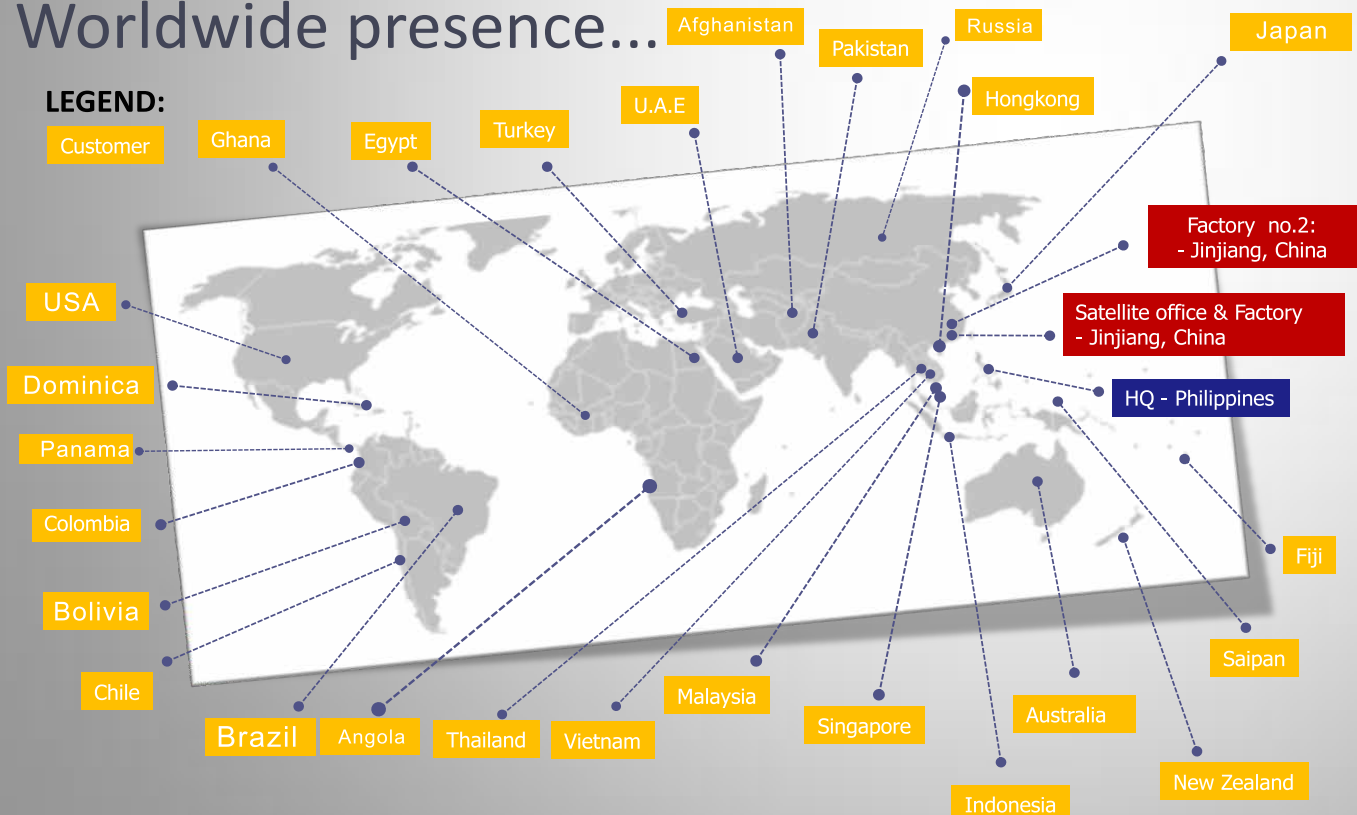 Worldwide presence...
Afghanistan
Pakistan
Russia
Japan
LEGEND:
Customer
Ghana
Egypt
Turkey
U.A.E
Hongkong
Factory no.2:
- Jinjiang, China
USA
Satellite office & Factory
- Jinjiang, China
Dominica
HQ - Philippines
Panama
Colombia
Fiji
Bolivia
Saipan
Chile
Malaysia
Singapore
Australia
Brazil
Angola
Thailand
Vietnam
New Zealand
Indonesia